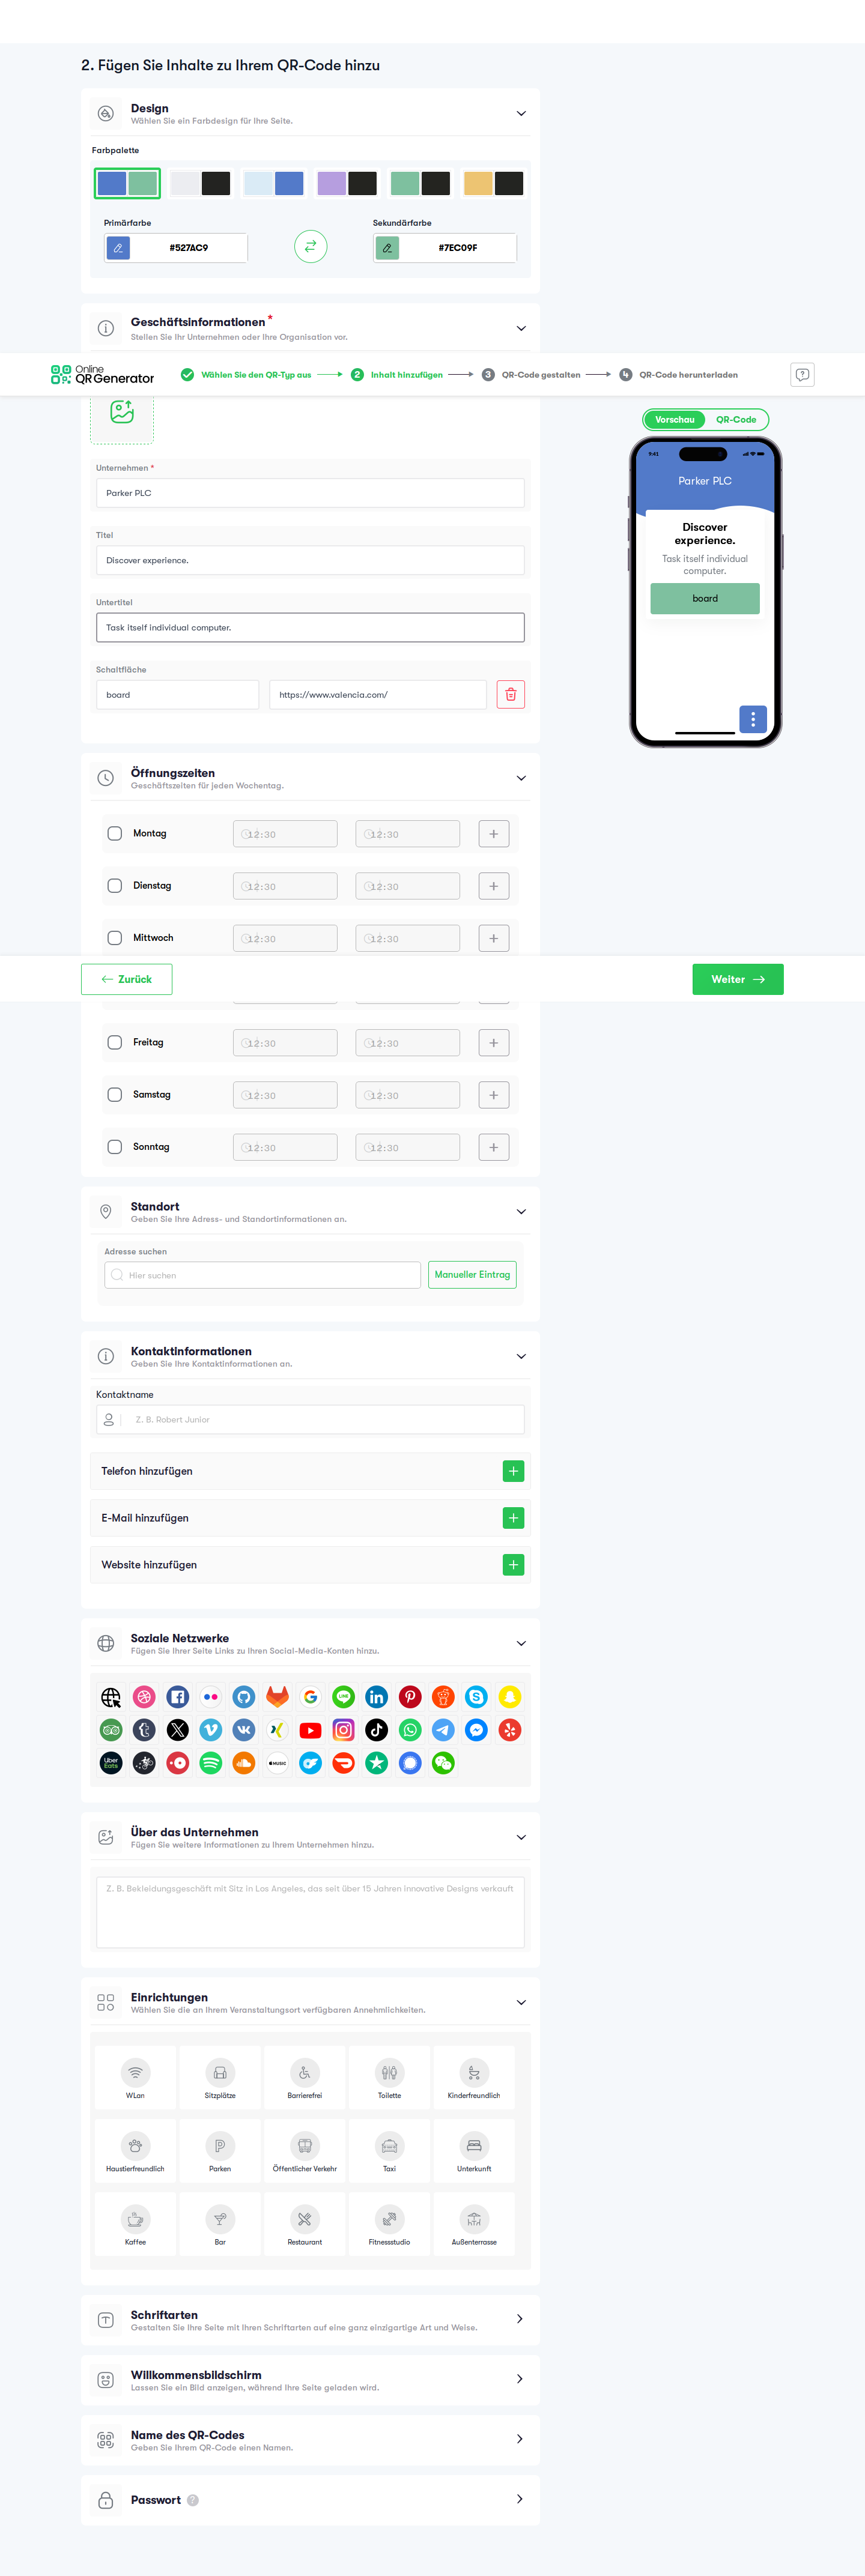 2. Fügen Sie Inhalte zu Ihrem QR-Code hinzu
Design
Wählen Sie ein Farbdesign für Ihre Seite.
Farbpalette
Primärfarbe
Sekundärfarbe
#527AC9
#7EC09F
Geschäftsinformationen *
Stellen Sie Ihr Unternehmen oder Ihre Organisation vor.
Online
QR Generator
Wählen Sie den QR-Typ aus
2 Inhalt hinzufügen
3 QR-Code gestalten
4 QR-Code herunterladen
Vorschau
QR-Code
9:41
Parker PLC
Discover
experience.
Task itself individual
computer.
board
Unternehmen *
Parker PLC
Titel
Discover experience.
Untertitel
Task itself individual computer.
Schaltfläche
board
https://www.valencia.com/
Öffnungszeiten
Geschäftszeiten für jeden Wochentag.
Montag 12:30 12:30
Dienstag 12:30 12:30
Mittwoch 12:30 12:30
Zurück
Weiter
Freitag 12:30 12:30
Samstag 12:30 12:30
Sonntag 12:30 12:30
Standort
Geben Sie Ihre Adress- und Standortinformationen an.
Adresse suchen
Hier suchen
Manueller Eintrag
Kontaktinformationen
Geben Sie Ihre Kontaktinformationen an.
Kontaktname
Z. B. Robert Junior
Telefon hinzufügen
E-Mail hinzufügen
Website hinzufügen
Soziale Netzwerke
Fügen Sie Ihrer Seite Links zu Ihren Social-Media-Konten hinzu.
LINE
Uber
Eats
MUSIC
Über das Unternehmen
Fügen Sie weitere Informationen zu Ihrem Unternehmen hinzu.
Z. B. Bekleidungsgeschäft mit Sitz in Los Angeles, das seit über 15 Jahren innovative Designs verkauft
Einrichtungen
Wählen Sie die an Ihrem Veranstaltungsort verfügbaren Annehmlichkeiten.
WLan
Sitzplätze
Barrierefrei
Toilette
Kinderfreundlich
Haustierfreundlich
Parken
Öffentlicher Verkehr
Taxi
Unterkunft
Kaffee
Bar
Restaurant
Fitnessstudio
Außenterrasse
Schriftarten
Gestalten Sie Ihre Seite mit Ihren Schriftarten auf eine ganz einzigartige Art und Weise.
Willkommensbildschirm
Lassen Sie ein Bild anzeigen, während Ihre Seite geladen wird.
Name des QR-Codes
Geben Sie Ihrem QR-Code einen Namen.
Passwort ?